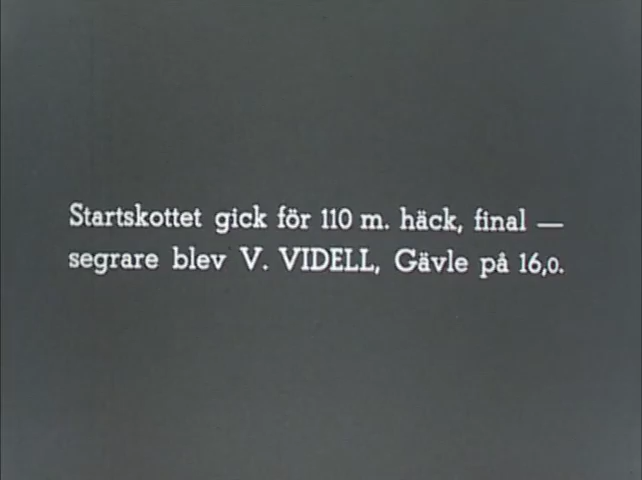 Startskottet gick för 110 m. häck, final —
segrare blev V. VIDELL, Gävle på 16,0.